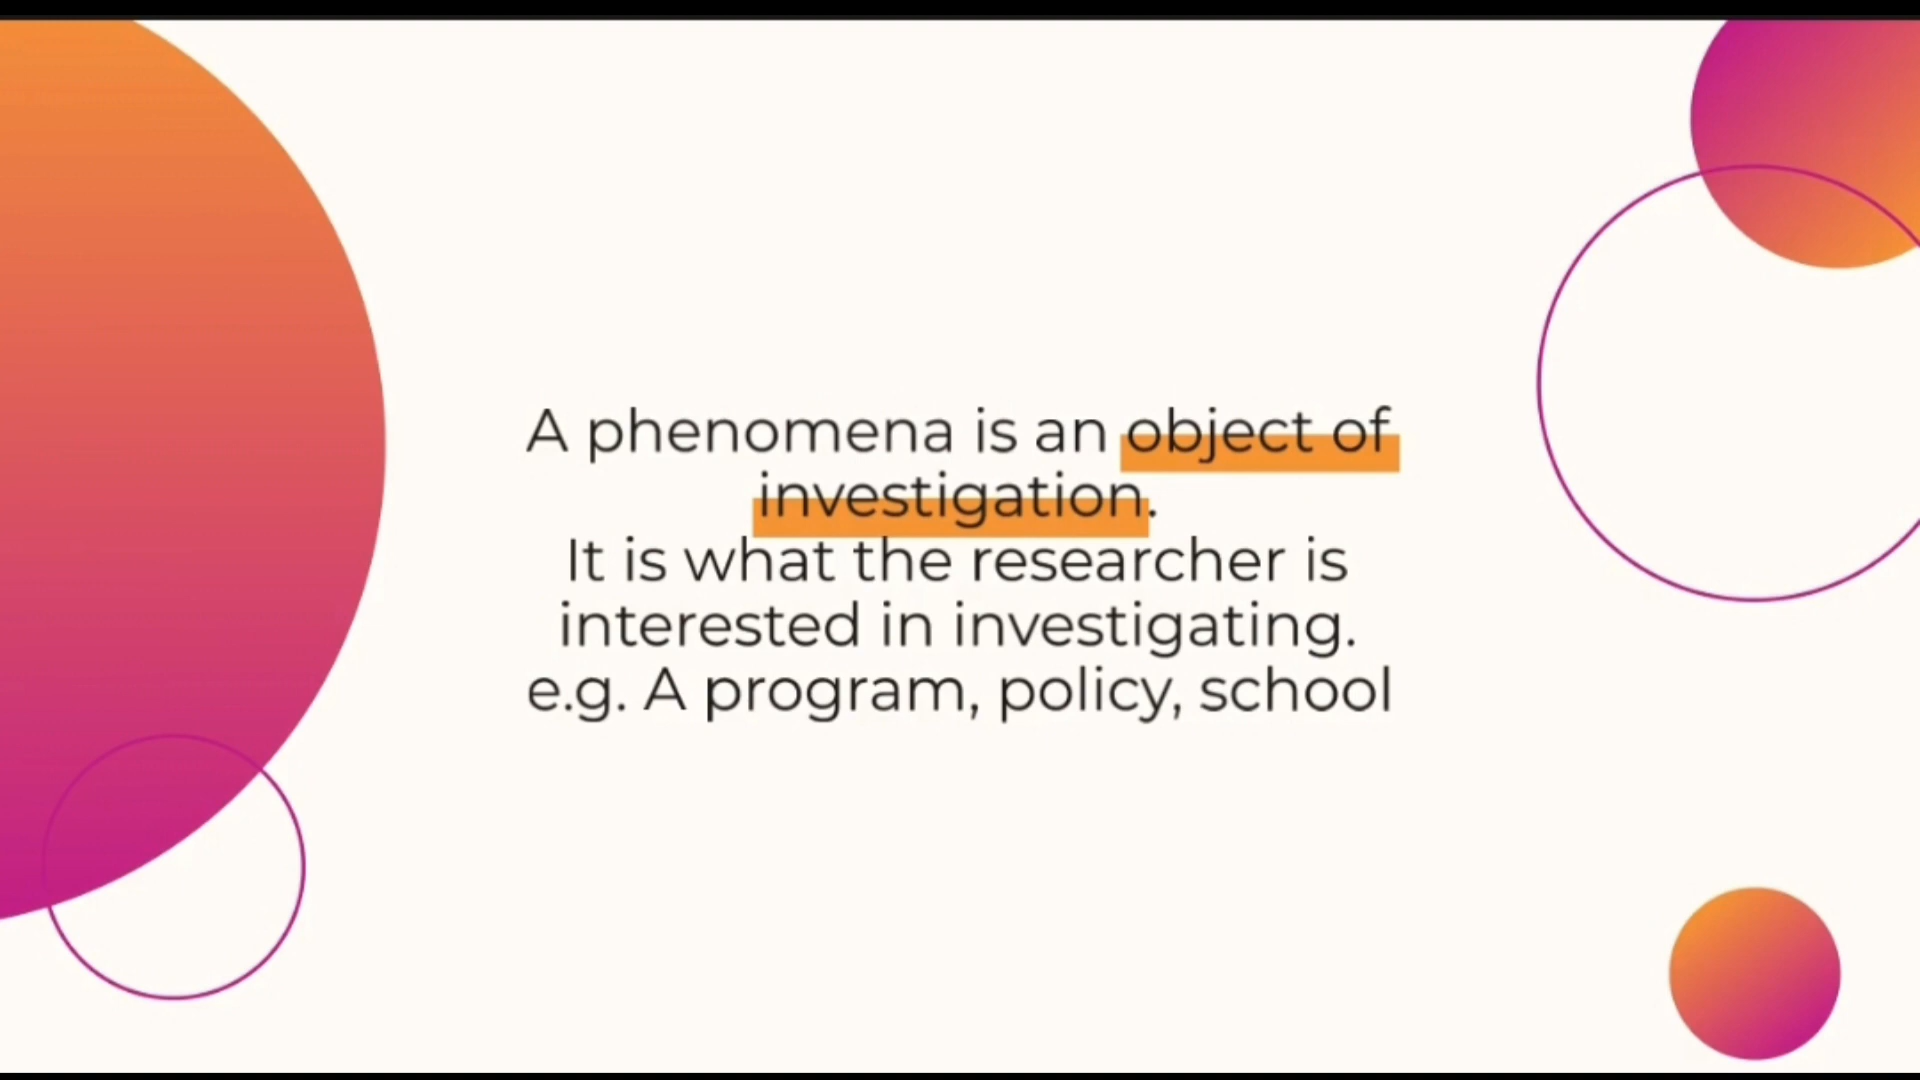 A phenomena is an object of
investigation.
It is what the researcher is
interested in investigating.
e.g. A program, policy, school